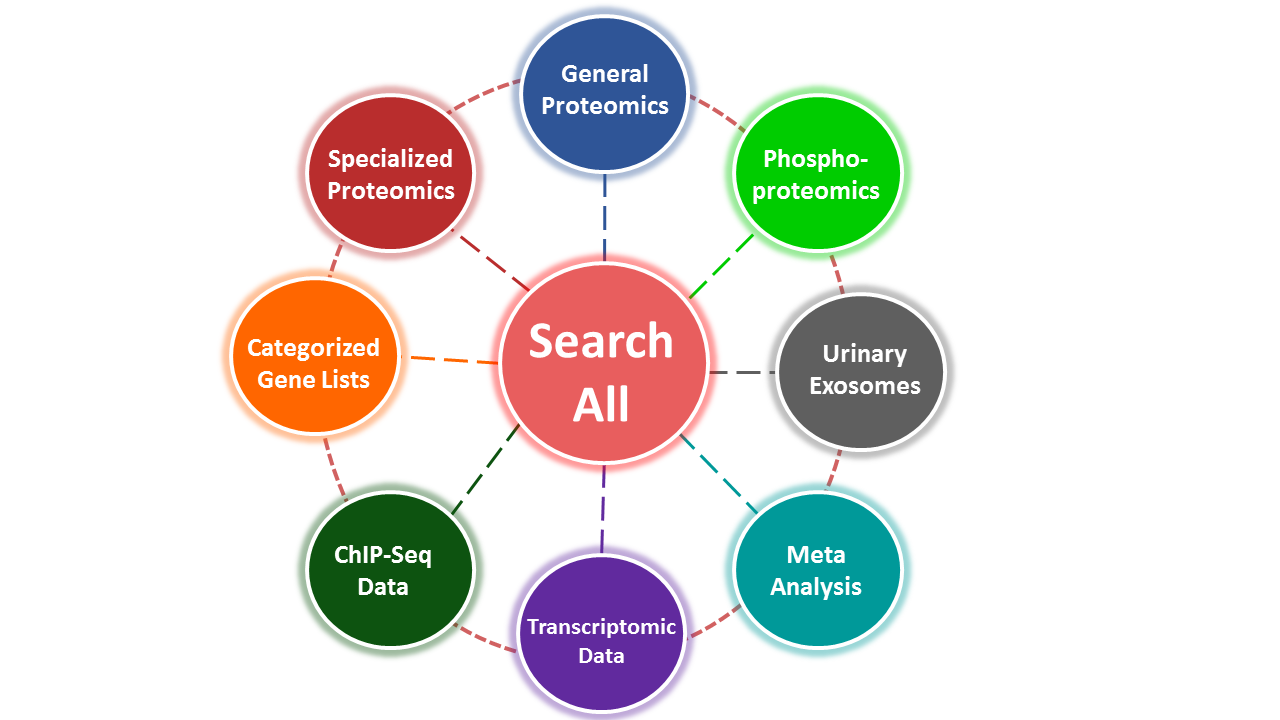 General
Proteomics
Specialized
Proteomics
Phospho-
proteomics
Search
All
Categorized
Gene Lists
Urinary
Exosomes
ChIP-Seq
Data
Meta
Analysis
Transcriptomic
Data